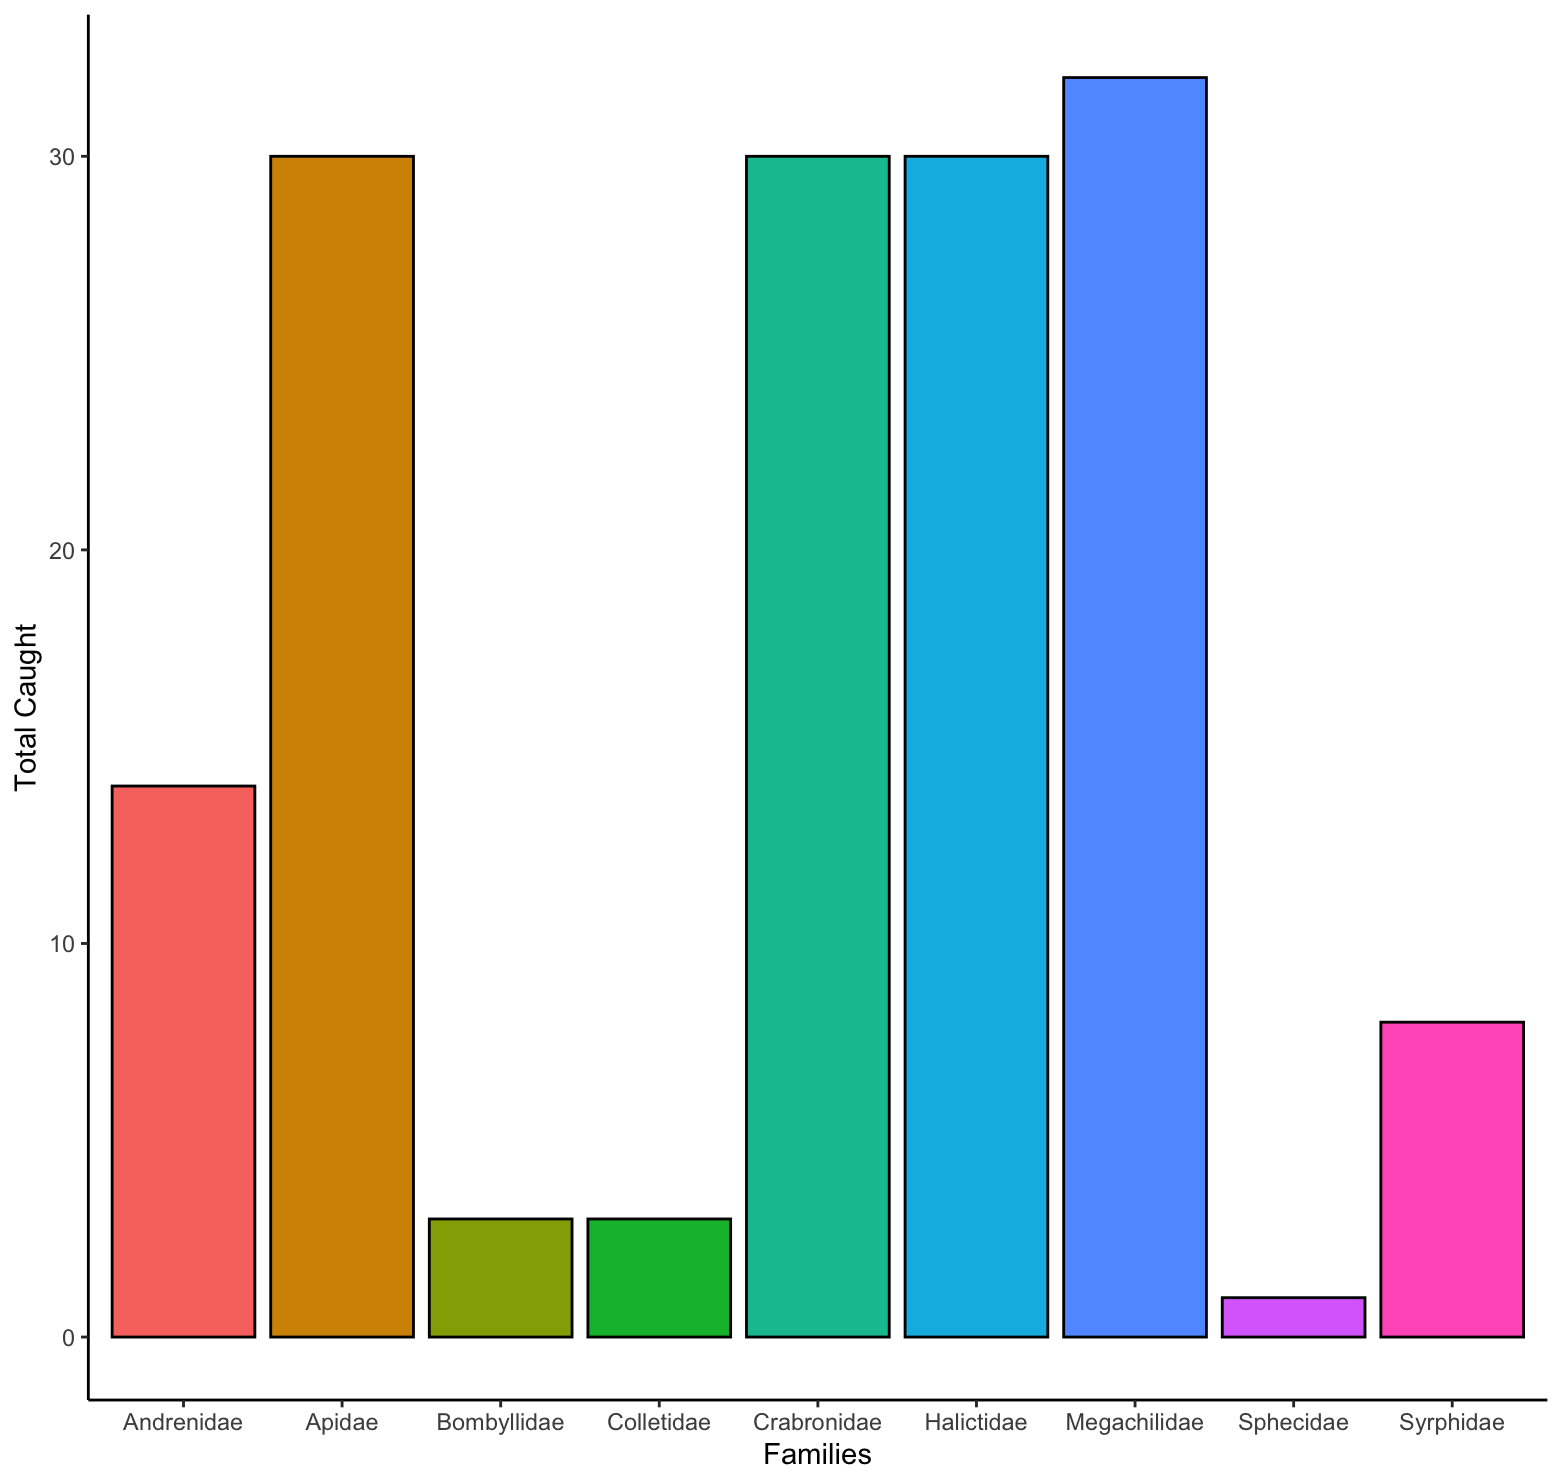 30
20
10
0
Total Caught
Andrenidae Apidae Bombyllidae Colletidae Crabronidae Halictidae Megachilidae Sphecidae Syrphidae
Families